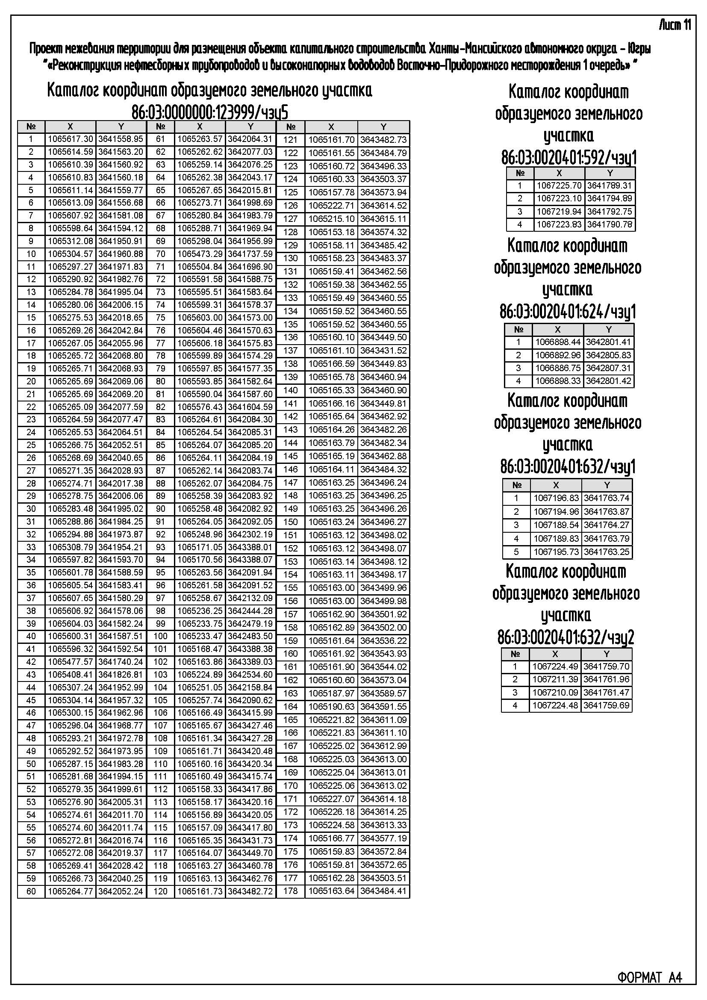 Лист 11
Проект межевания территории для размещения объекта капитального строительства Ханты-Мансийского автономного округа - Югры
"«Реконструкция нефтесборных трубопроводов и высоконапорных водоводов Восточно-Придорожного месторождения 1 очередь» "
Каталог координат образуемого земельного участка
86:03:0000000:123999/чзу5
№ X Y № X Y № X Y
1 1065617.30 3641558.95 61 1065263.57 3642064.31 121 1065161.70 3643482.73
2 1065614.59 3641563.20 62 1065262.62 3642077.03 122 1065161.55 3643484.79
3 1065610.39 3641560.92 63 1065259.14 3642076.25 123 1065160.72 3643496.33
4 1065610.83 3641560.18 64 1065262.38 3642043.17 124 1065160.33 3643503.37
5 1065611.14 3641559.77 65 1065267.65 3642015.81 125 1065157.78 3643573.94
6 1065613.09 3641556.68 66 1065273.71 3641998.69 126 1065222.71 3643614.52
7 1065607.92 3641581.08 67 1065280.84 3641983.79 127 1065215.10 3643615.11
8 1065598.64 3641594.12 68 1065288.71 3641969.94 128 1065153.18 3643574.32
9 1065312.08 3641950.91 69 1065298.04 3641956.99 129 1065158.11 3643485.42
10 1065304.57 3641960.88 70 1065473.29 3641737.59 130 1065158.23 3643483.37
11 1065297.27 3641971.83 71 1065504.84 3641696.90 131 1065159.41 3643462.56
12 1065290.92 3641982.76 72 1065591.58 3641588.75 132 1065159.38 3643462.55
13 1065284.78 3641995.04 73 1065595.51 3641583.64 133 1065159.49 3643460.55
14 1065280.06 3642006.15 74 1065599.31 3641578.37 134 1065159.52 3643460.55
15 1065275.53 3642018.65 75 1065603.00 3641573.00 135 1065159.52 3643460.55
16 1065269.26 3642042.84 76 1065604.46 3641570.63 136 1065160.10 3643449.50
17 1065267.05 3642055.96 77 1065606.18 3641575.83 137 1065161.10 3643431.52
18 1065265.72 3642068.80 78 1065599.89 3641574.29 138 1065166.59 3643449.83
19 1065265.71 3642068.93 79 1065597.85 3641577.35 139 1065165.78 3643460.94
20 1065265.69 3642069.06 80 1065593.85 3641582.64 140 1065165.33 3643460.90
21 1065265.69 3642069.20 81 1065590.04 3641587.60 141 1065166.16 3643449.81
22 1065265.09 3642077.59 82 1065576.43 3641604.59 142 1065165.64 3643462.92
23 1065264.59 3642077.47 83 1065264.61 3642084.30 143 1065164.26 3643482.26
24 1065265.53 3642064.51 84 1065264.54 3642085.31 144 1065163.79 3643482.34
25 1065266.75 3642052.51 85 1065264.07 3642085.20 145 1065165.19 3643462.88
26 1065268.69 3642040.65 86 1065264.11 3642084.19 146 1065164.11 3643484.32
27 1065271.35 3642028.93 87 1065262.14 3642083.74 147 1065163.25 3643496.24
28 1065274.71 3642017.38 88 1065262.07 3642084.75 148 1065163.25 3643496.25
29 1065278.75 3642006.06 89 1065258.39 3642083.92 149 1065163.25 3643496.26
30 1065283.48 3641995.02 90 1065258.48 3642082.92 150 1065163.24 3643496.27
31 1065288.86 3641984.25 91 1065264.05 3642092.05 151 1065163.12 3643498.02
32 1065294.88 3641973.87 92 1065248.96 3642302.19 152 1065163.12 3643498.07
33 1065308.79 3641954.21 93 1065171.05 3643388.01 153 1065163.14 3643498.12
34 1065597.82 3641593.70 94 1065170.56 3643388.07 154 1065163.11 3643498.17
35 1065601.78 3641588.59 95 1065263.56 3642091.94 155 1065163.00 3643499.96
36 1065605.54 3641583.41 96 1065261.58 3642091.52 156 1065163.00 3643499.98
37 1065607.65 3641580.29 97 1065258.67 3642132.09 157 1065162.90 3643501.92
38 1065606.92 3641578.06 98 1065236.25 3642444.28 158 1065162.89 3643502.00
39 1065604.03 3641582.24 99 1065233.75 3642479.19 159 1065161.64 3643536.22
40 1065600.31 3641587.51 100 1065233.47 3642483.50 160 1065161.92 3643543.93
41 1065596.32 3641592.54 101 1065168.47 3643388.38 161 1065161.90 3643544.02
42 1065477.57 3641740.24 102 1065163.86 3643389.03 162 1065160.60 3643573.04
43 1065408.41 3641826.81 103 1065224.89 3642534.60 163 1065187.97 3643589.57
44 1065307.24 3641952.99 104 1065251.05 3642158.84 164 1065190.63 3643591.55
45 1065304.14 3641957.32 105 1065257.74 3642090.62 165 1065221.82 3643611.09
46 1065300.15 3641962.96 106 1065166.49 3643415.99 166 1065221.83 3643611.10
47 1065296.04 3641968.77 107 1065165.67 3643427.46 167 1065225.02 3643612.99
48 1065293.21 3641972.78 108 1065161.34 3643427.28 168 1065225.03 3643613.00
49 1065292.52 3641973.95 109 1065161.71 3643420.48 169 1065225.04 3643613.01
50 1065287.15 3641983.28 110 1065160.16 3643420.34 170 1065225.06 3643613.02
51 1065281.68 3641994.15 111 1065160.49 3643415.74 171 1065227.07 3643614.18
52 1065279.35 3641999.61 112 1065158.33 3643417.86 172 1065226.18 3643614.25
53 1065276.90 3642005.31 113 1065158.17 3643420.16 173 1065224.58 3643613.33
54 1065274.61 3642011.70 114 1065156.89 3643420.05 174 1065166.77 3643577.19
55 1065274.60 3642011.74 115 1065157.09 3643417.80 175 1065159.83 3643572.84
56 1065272.81 3642016.74 116 1065165.35 3643431.73 176 1065159.81 3643572.65
57 1065272.08 3642019.37 117 1065164.07 3643449.70 177 1065162.28 3643503.51
58 1065269.41 3642028.42 118 1065163.27 3643460.78 178 1065163.64 3643484.41
59 1065266.73 3642040.25 119 1065163.13 3643462.76
60 1065264.77 3642052.24 120 1065161.73 3643482.72
Каталог координат
образуемого земельного
участка
86:03:0020401:592/чзу1
№ X Y
1 1067225.70 3641789.31
2 1067223.10 3641794.89
3 1067219.94 3641792.75
4 1067223.83 3641790.78
Каталог координат
образуемого земельного
участка
86:03:0020401:624/чзу1
№ X Y
1 1066898.44 3642801.41
2 1066892.96 3642805.83
3 1066886.75 3642807.31
4 1066898.33 3642801.42
Каталог координат
образуемого земельного
участка
86:03:0020401:632/чзу1
№ X Y
1 1067196.83 3641763.74
2 1067194.96 3641763.87
3 1067189.54 3641764.27
4 1067189.83 3641763.79
5 1067195.73 3641763.25
Каталог координат
образуемого земельного
участка
86:03:0020401:632/чзу2
№ X Y
1 1067224.49 3641759.70
2 1067211.39 3641761.96
3 1067210.09 3641761.47
4 1067224.48 3641759.69
ФОРМАТ А4